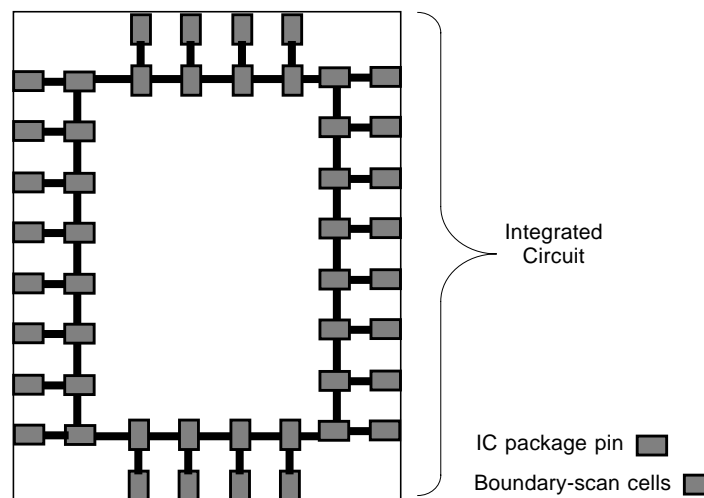 Integrated
Circuit
IC package pin
Boundary-scan cells